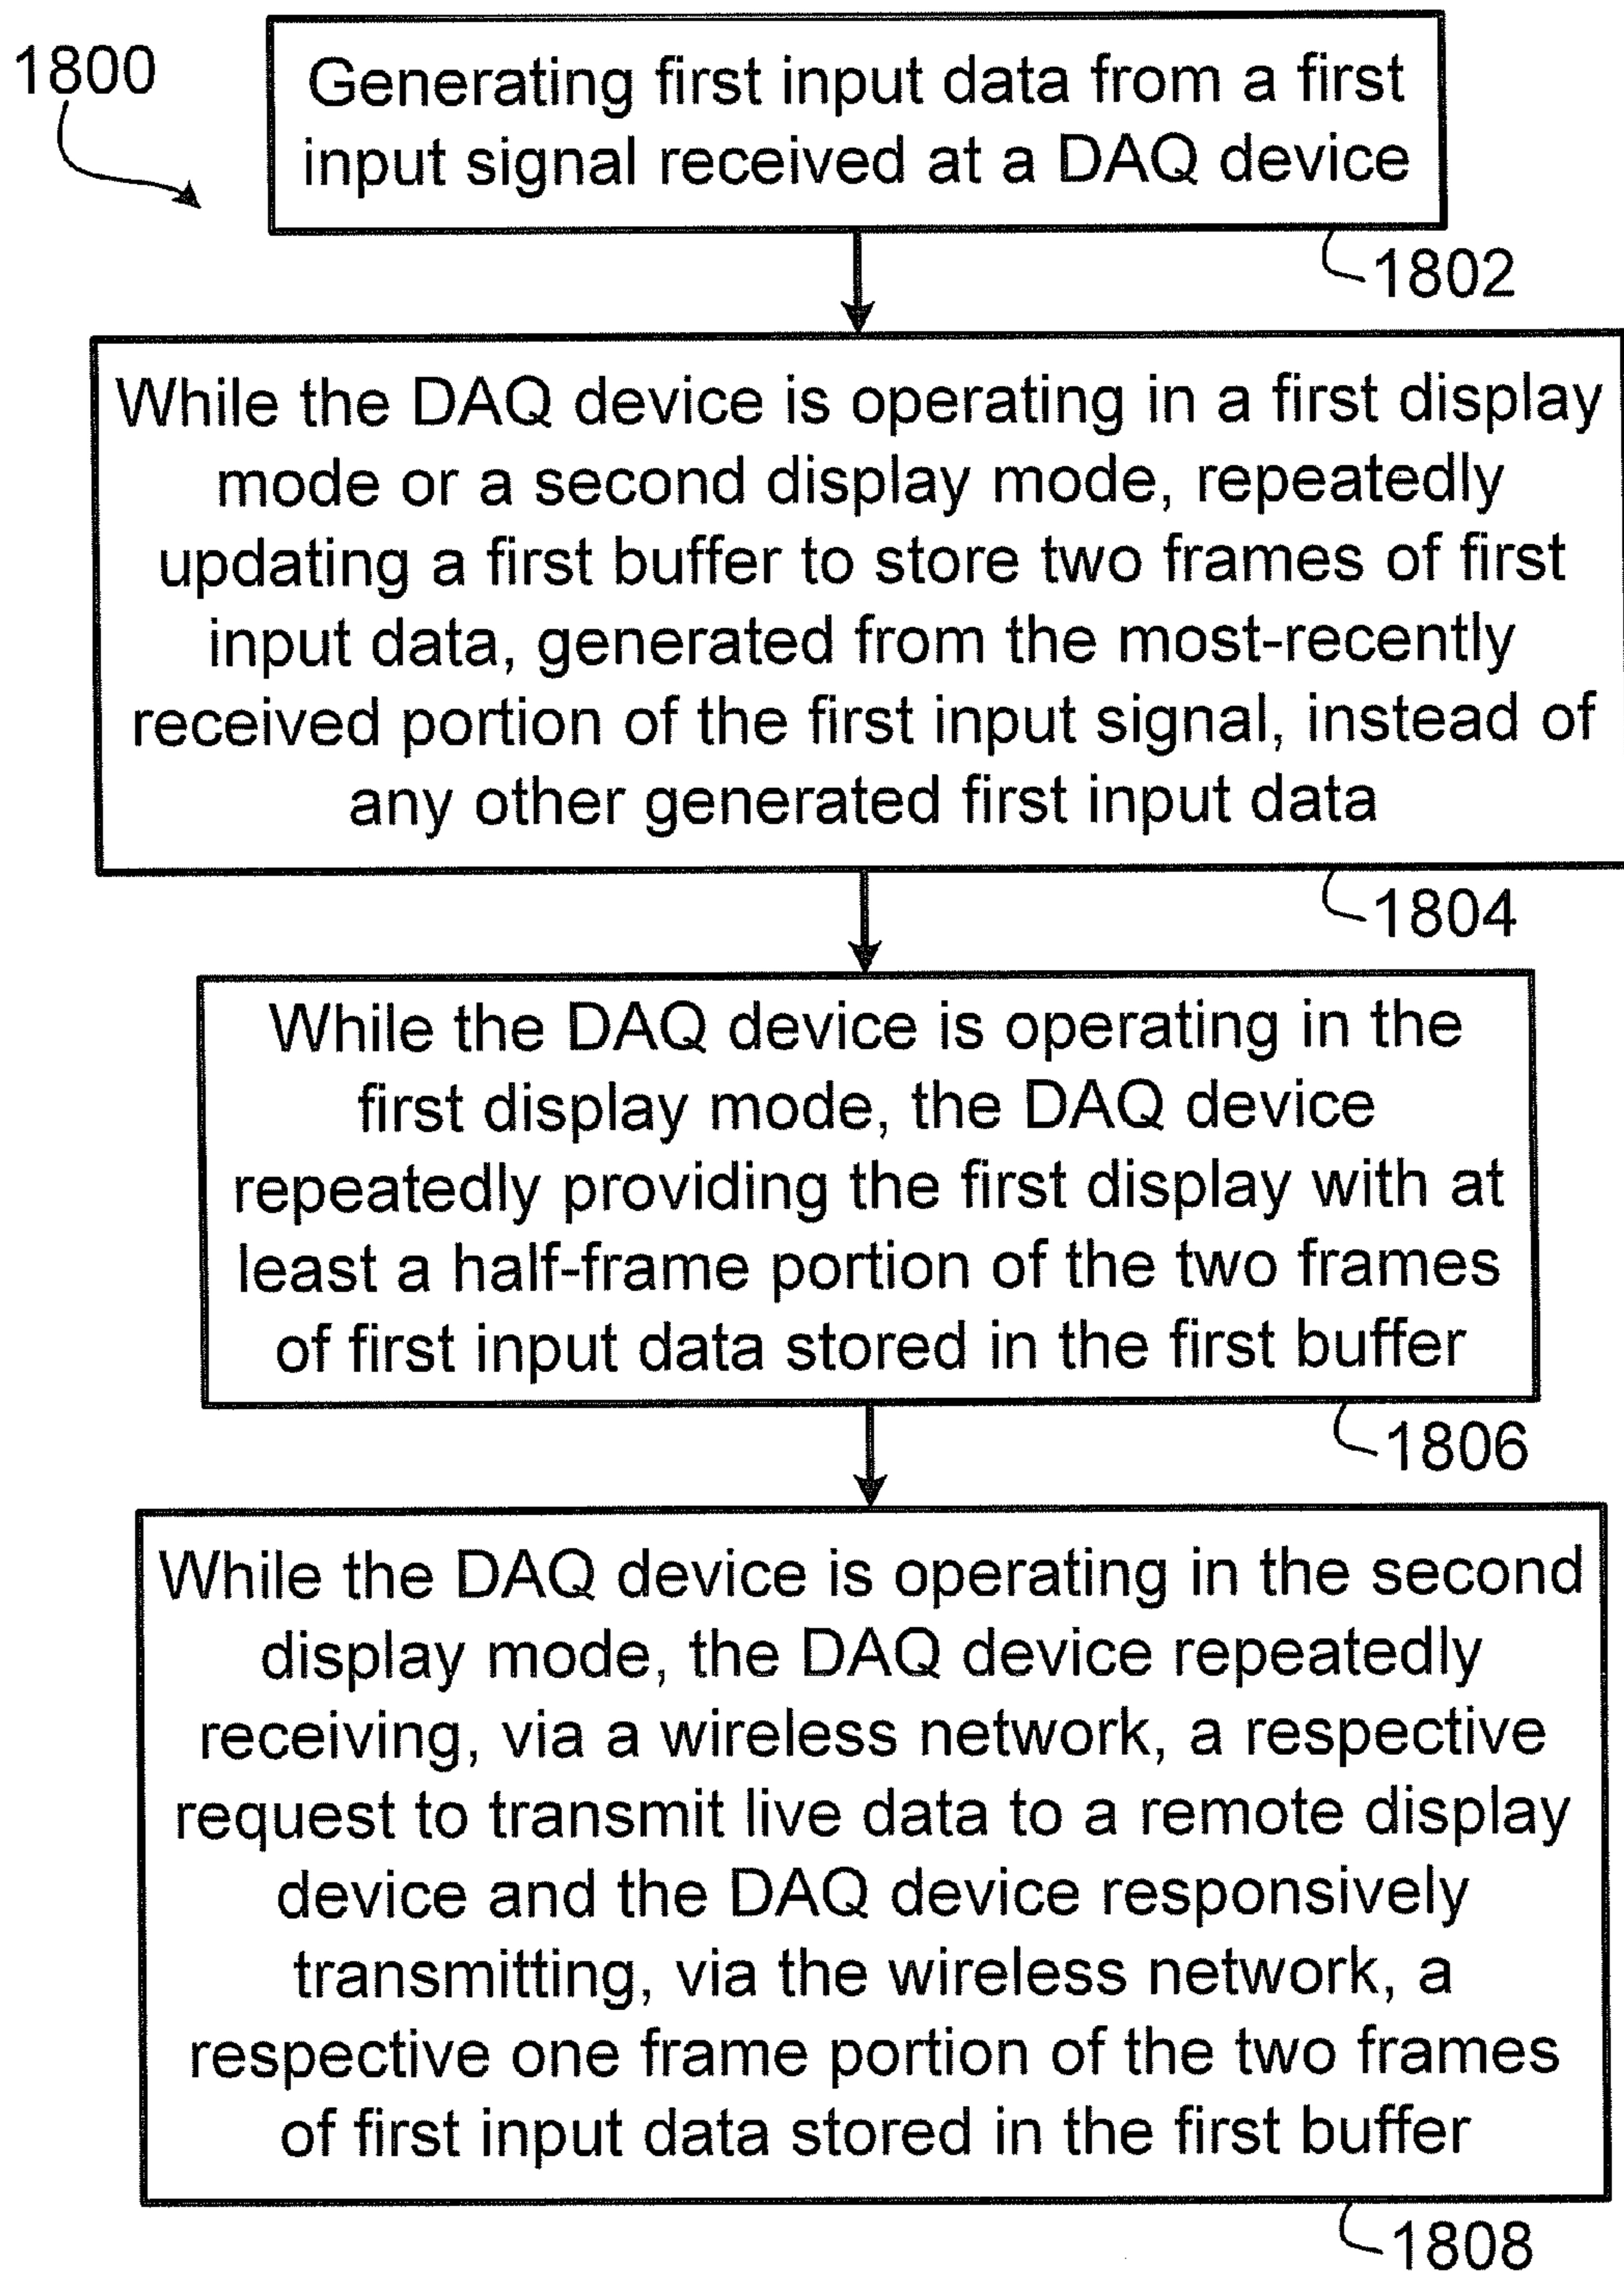 1800
Generating first input data from a first
input signal received at a DAQ device
1802
While the DAQ device is operating in a first display
mode or a second display mode, repeatedly
updating a first buffer to store two frames of first
input data, generated from the most-recently
received portion of the first input signal, instead of
any other generated first input data
1804
While the DAQ device is operating in the
first display mode, the DAQ device
repeatedly providing the first display with at
least a half-frame portion of the two frames
of first input data stored in the first buffer
1806
While the DAQ device is operating in the second
display mode, the DAQ device repeatedly
receiving, via a wireless network, a respective
request to transmit live data to a remote display
device and the DAQ device responsively
transmitting, via the wireless network, a
respective one frame portion of the two frames
of first input data stored in the first buffer
1808